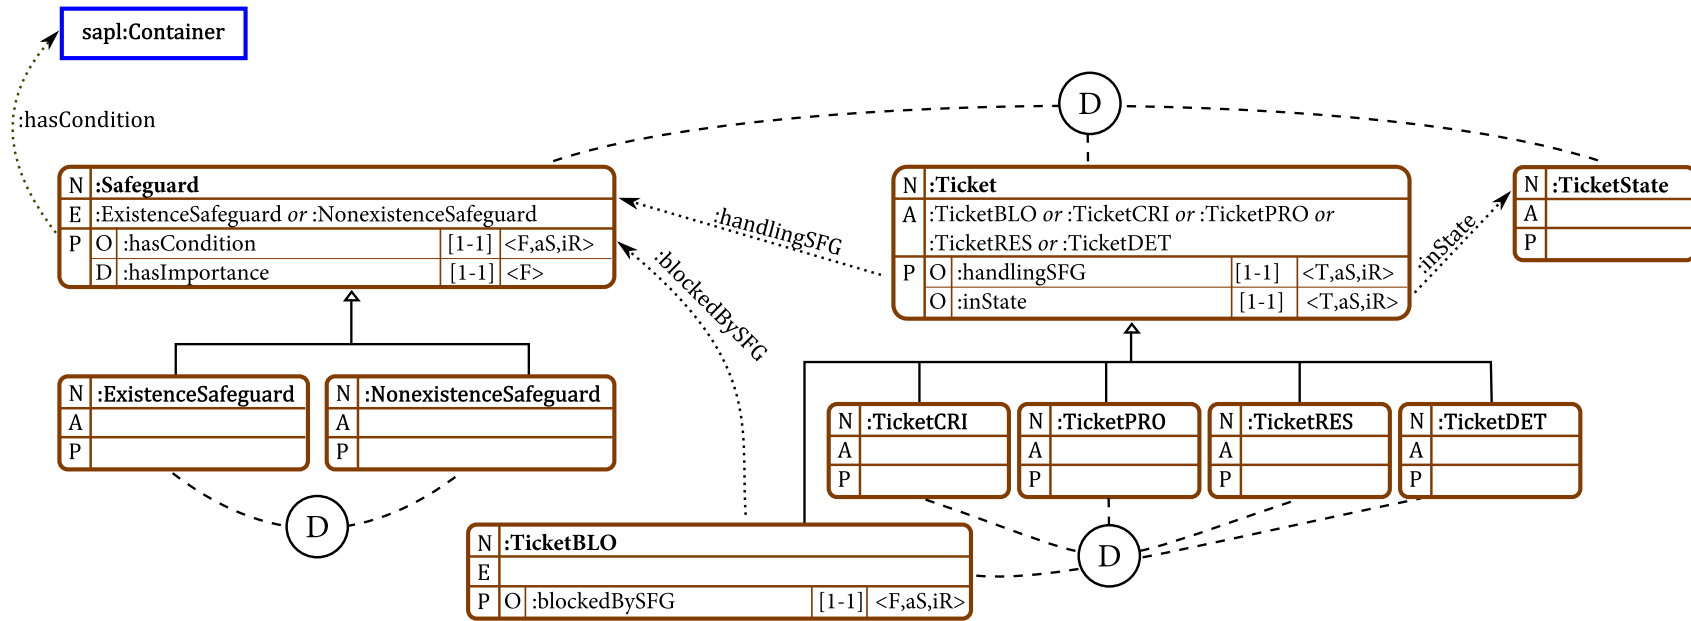 sapl:Container
:hasCondition
D
N :Safeguard
E :ExistenceSafeguard or :NonexistenceSafeguard
P O :hasCondition [1-1] <F,aS,iR>
D :hasImportance [1-1] <F>
:handlingSFG
:blockedBySFG
N :Ticket
A :TicketBLO or :TicketCRI or :TicketPRO or
:TicketRES or :TicketDET
P O :handlingSFG [1-1] <T,aS,iR>
O :inState [1-1] <T,aS,iR>
:inState
N :TicketState
A
P
N :ExistenceSafeguard
A
P
N :NonexistenceSafeguard
A
P
D
N :TicketCRI
A
P
N :TicketPRO
A
P
N :TicketRES
A
P
N :TicketDET
A
P
D
N :TicketBLO
E
P O :blockedBySFG [1-1] <F,aS,iR>